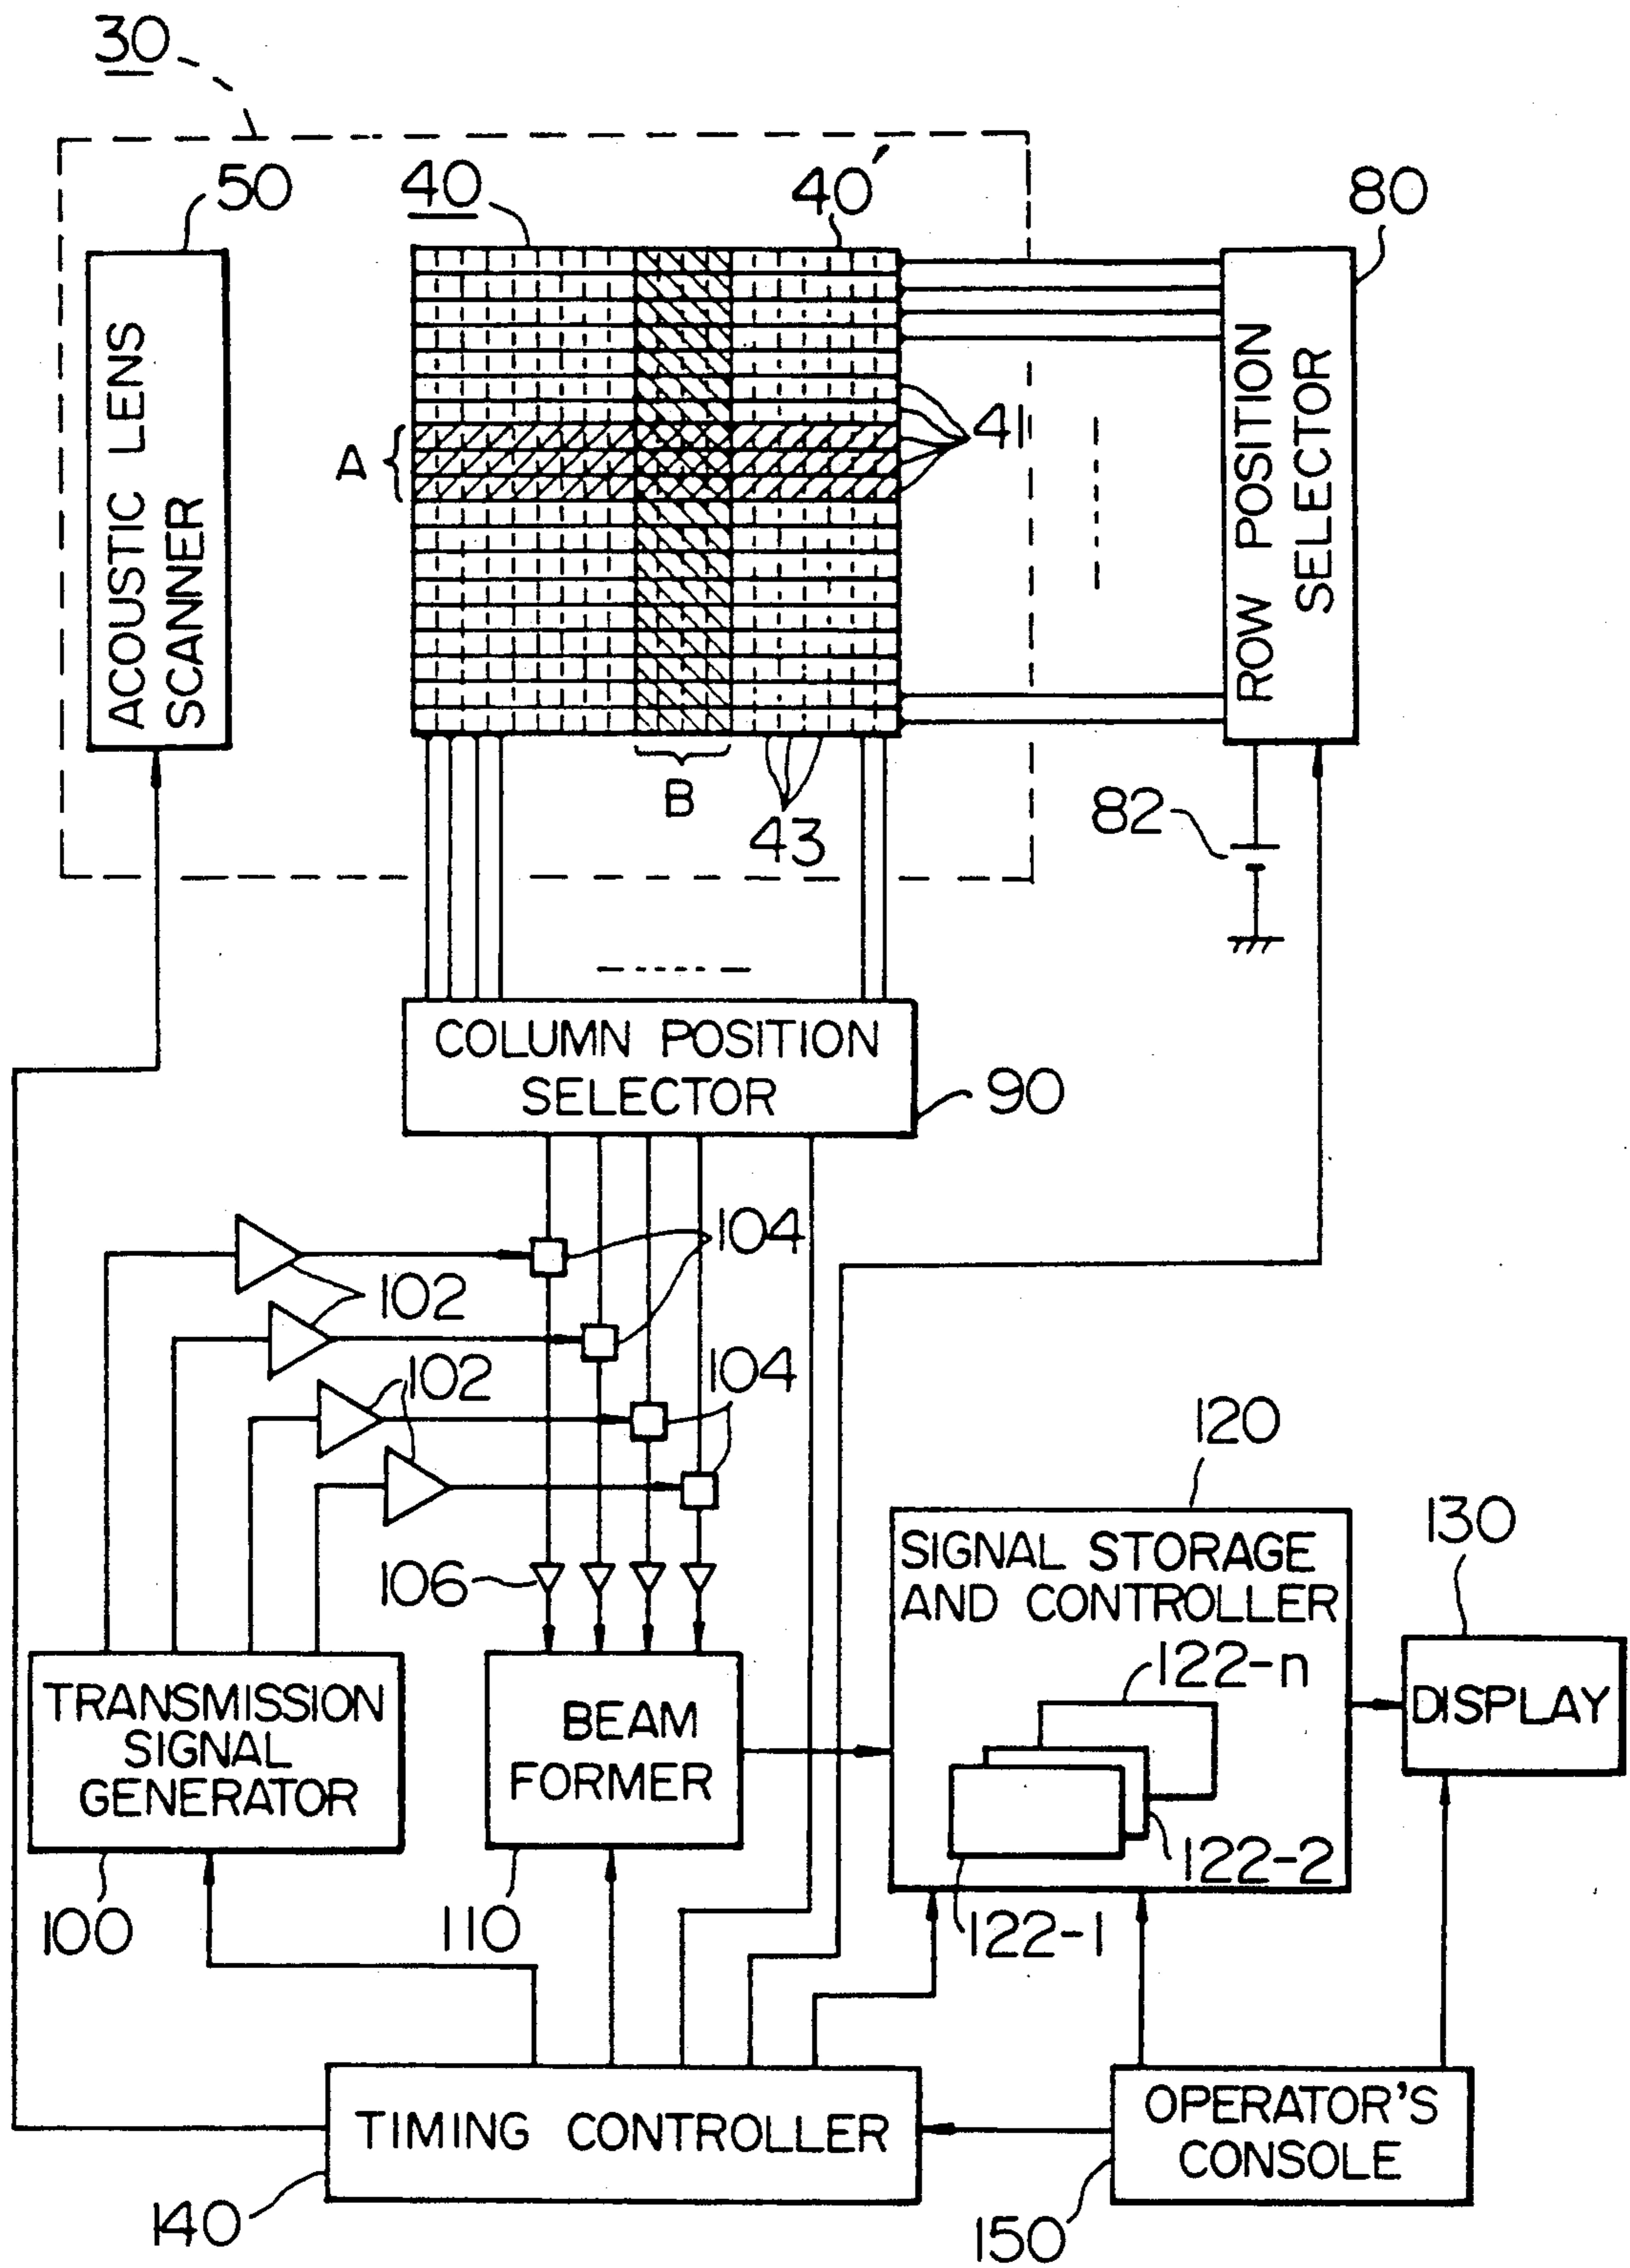 30
50
40
40′
80
ACOUSTIC LENS
SCANNER
ROW POSITION
SELECTOR
A
41
B
43
82
COLUMN POSITION
SELECTOR
90
104
102
102
104
120
130
106
SIGNAL STORAGE
AND CONTROLLER
122-n
122-2
122-1
DISPLAY
TRANSMISSION
SIGNAL
GENERATOR
BEAM
FORMER
100
110
TIMING CONTROLLER
OPERATOR'S
CONSOLE
140
150